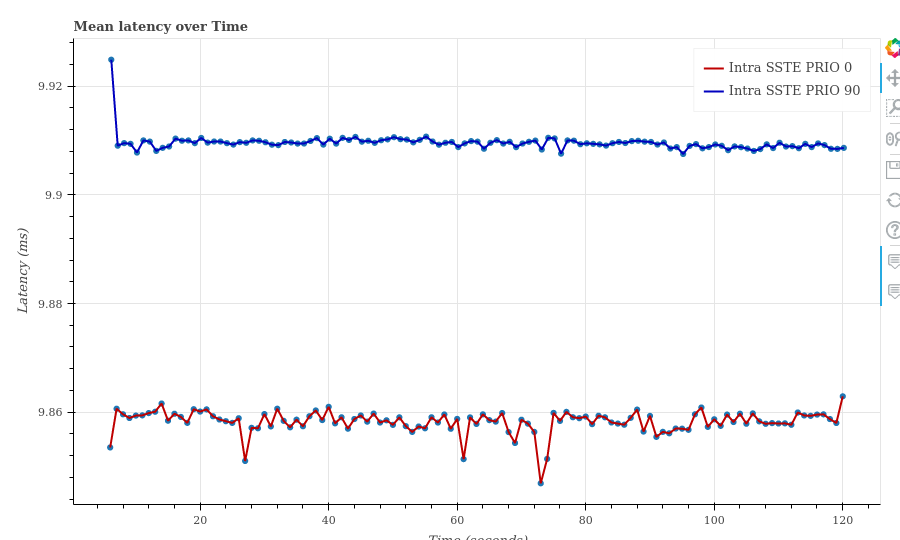 Mean latency over Time
Intra SSTE PRIO 0
Intra SSTE PRIO 90
Latency (ms)
9.92
9.9
9.88
9.86
20
40
60
80
100
120
Time (seconds)